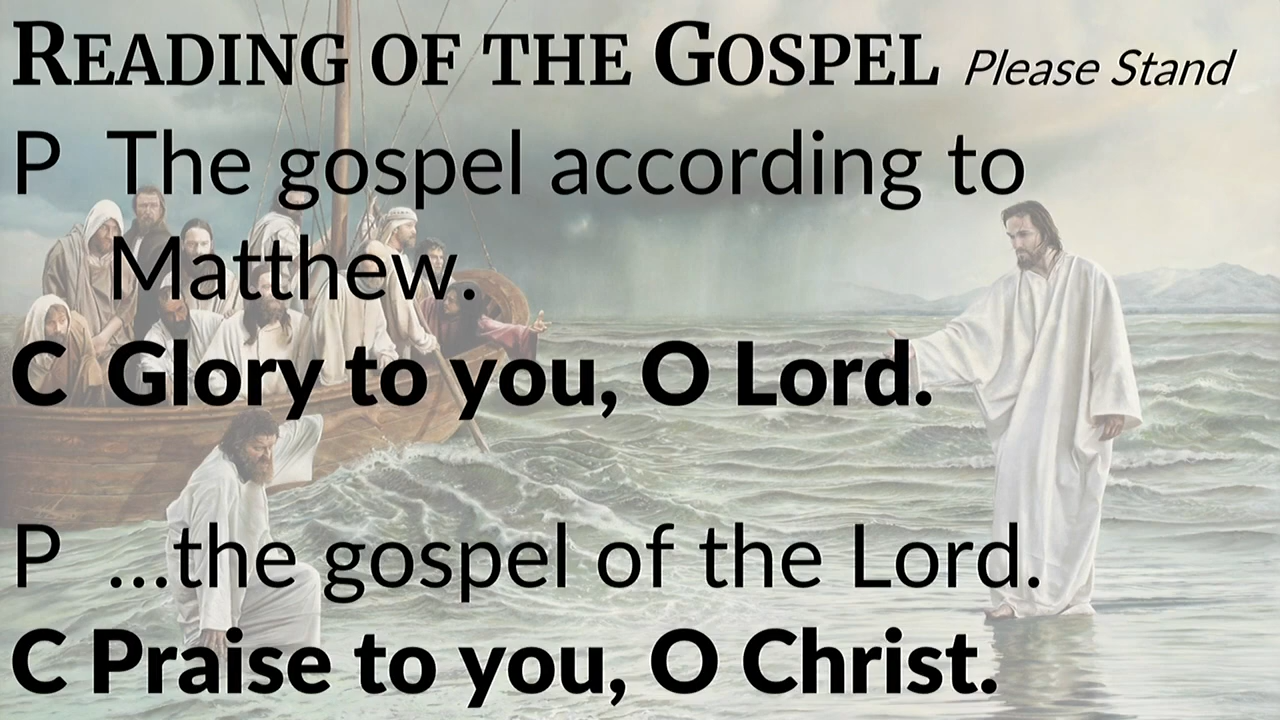 READING OF THE GOSPEL Please Stand
P The gospel according to
Matthew.
C Glory to you, O Lord.
P ...the gospel of the Lord.
C Praise to you, O Christ.